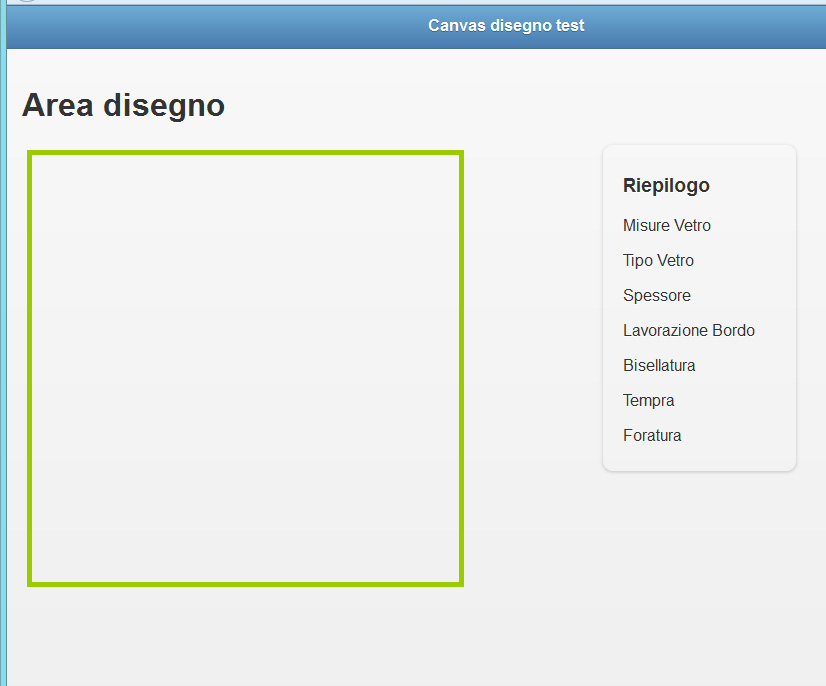 Canvas disegno test
Area disegno
Riepilogo
Misure Vetro
Tipo Vetro
Spessore
Lavorazione Bordo
Bisellatura
Tempra
Foratura